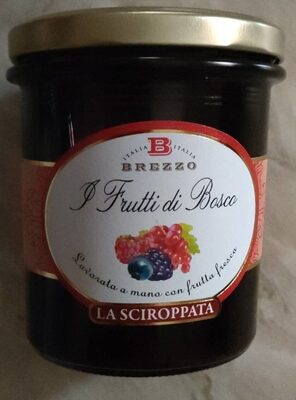 ITALIA B ITALIA
BREZZO
I Frutti di Bosco
Lavorata a mano con frutta fresca
LA SCIROPPATA